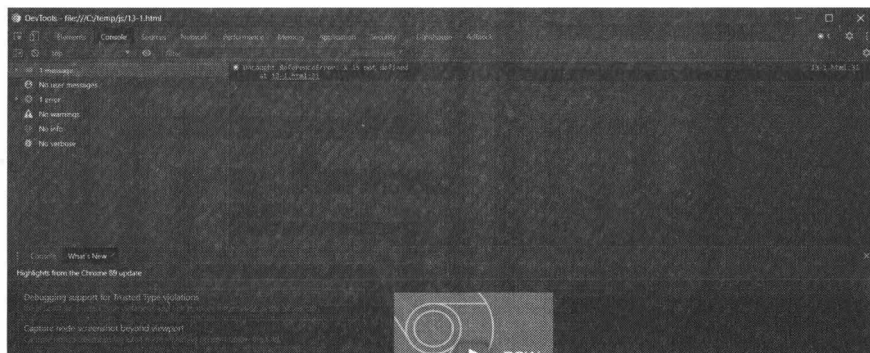 DevTools - file:///C:/temp/js/13-1.html
Elements Console Sources Network Performance Memory Application Security Lighthouse Adblock
top
1 message
Uncaught ReferenceError: i is not defined
13-1.html:31
at 13-1.html:31
No user messages
1 error
No warnings
No info
No verbose
Console What's New
Highlights from the Chrome 89 update
Debugging support for Trusted Type violations
Capture node screenshot beyond viewport